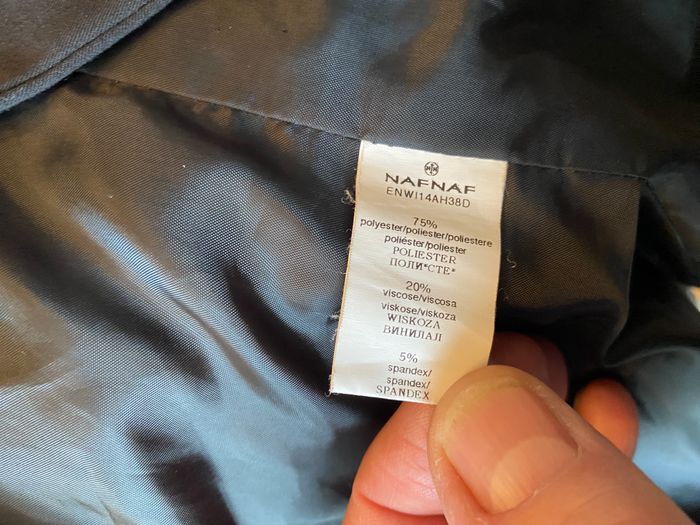 NAFNAF
ENWI14AH38D
75%
polyester/poliester/poliestere
poliéster/poliester
POLIESTER
ПОЛИ*СТЕ*
20%
viscose/viscosa
viskose/viskoza
WISKOZA
ВИНИЛАЛ
5%
spandex/
spandex/
SPANDEX